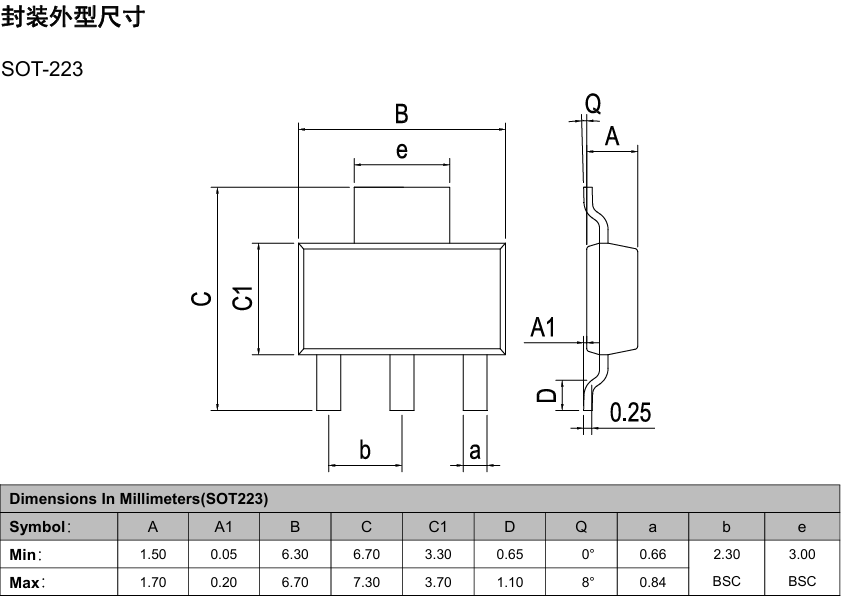 封装外型尺寸
SOT-223
Q
B
A
e
C
C1
A1
D
0.25
b
a
Dimensions In Millimeters(SOT223)
Symbol: A A1 B C C1 D Q a b e
Min: 1.50 0.05 6.30 6.70 3.30 0.65 0° 0.66 2.30 3.00
Max: 1.70 0.20 6.70 7.30 3.70 1.10 8° 0.84 BSC BSC